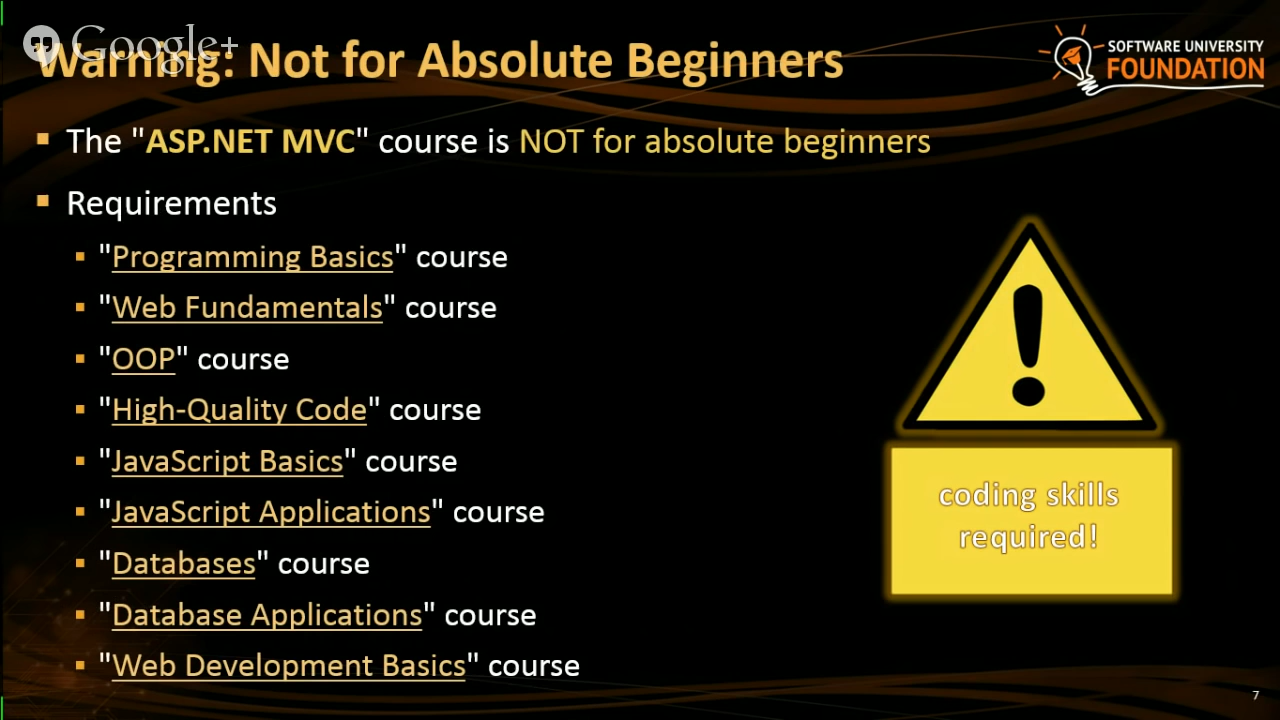 Google+
Warning: Not for Absolute Beginners
SOFTWARE UNIVERSITY
FOUNDATION
▪ The "ASP.NET MVC" course is NOT for absolute beginners
▪ Requirements
▪ "Programming Basics" course
▪ "Web Fundamentals" course
▪ "OOP" course
▪ "High-Quality Code" course
▪ "JavaScript Basics" course
▪ "JavaScript Applications" course
▪ "Databases" course
▪ "Database Applications" course
▪ "Web Development Basics" course
!
coding skills
required!
7